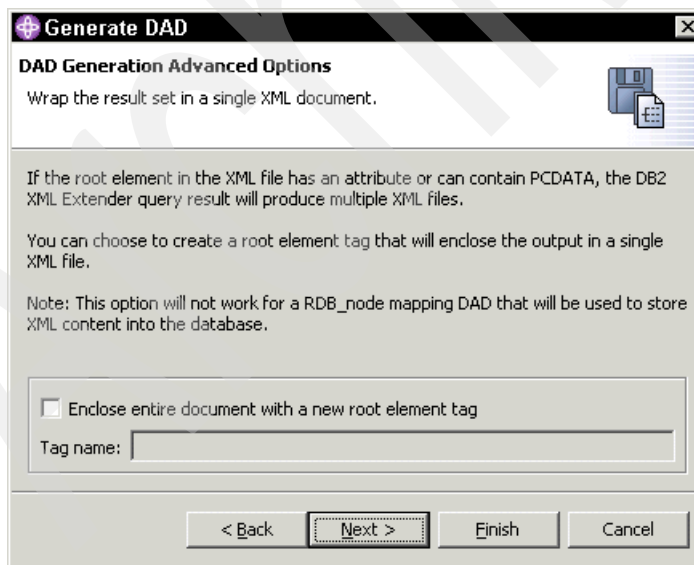 Generate DAD
DAD Generation Advanced Options
Wrap the result set in a single XML document.
If the root element in the XML file has an attribute or can contain PCDATA, the DB2
XML Extender query result will produce multiple XML files.
You can choose to create a root element tag that will enclose the output in a single
XML file.
Note: This option will not work for a RDB_node mapping DAD that will be used to store
XML content into the database.
Enclose entire document with a new root element tag
Tag name:
< Back Next > Finish Cancel